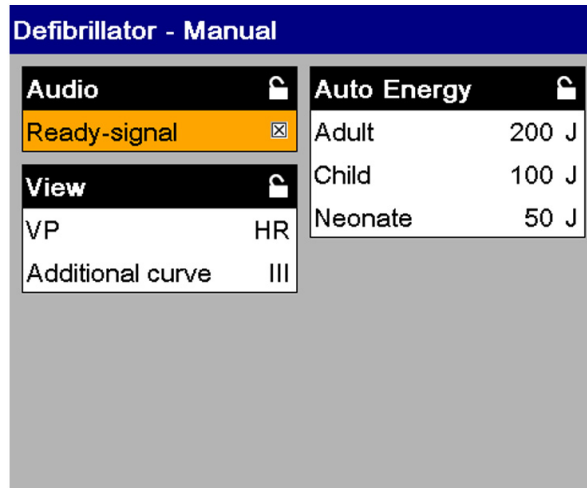 Defibrillator - Manual
Audio
Ready-signal
View
VP HR
Additional curve III
Auto Energy
Adult 200 J
Child 100 J
Neonate 50 J